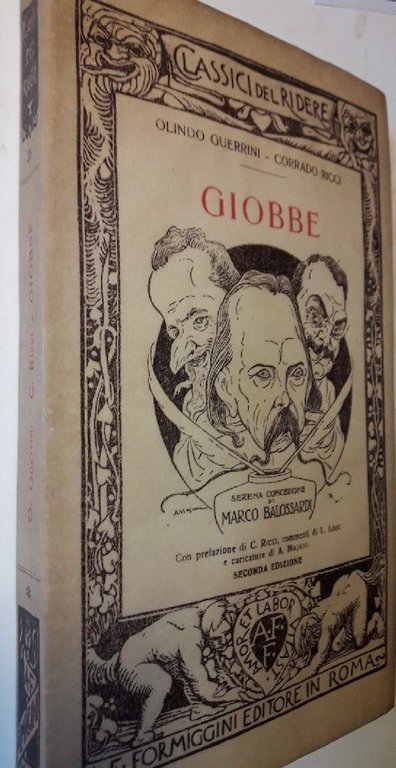 CLASSICI DEL RIDERE
OLINDO GUERRINI - CORRADO RICCI
GIOBBE
AM
SERENA CONCEZIONE
DI
MARCO BALOSSARDI
Con prefazione di C. Ricci, commenti di L. Lodi
e caricature di A. Majani.
SECONDA EDIZIONE
AMOR ET LABOR
A.F.
F.
A. F. FORMIGGINI EDITORE IN ROMA
O. Guerrini - C. Ricci - GIOBBE